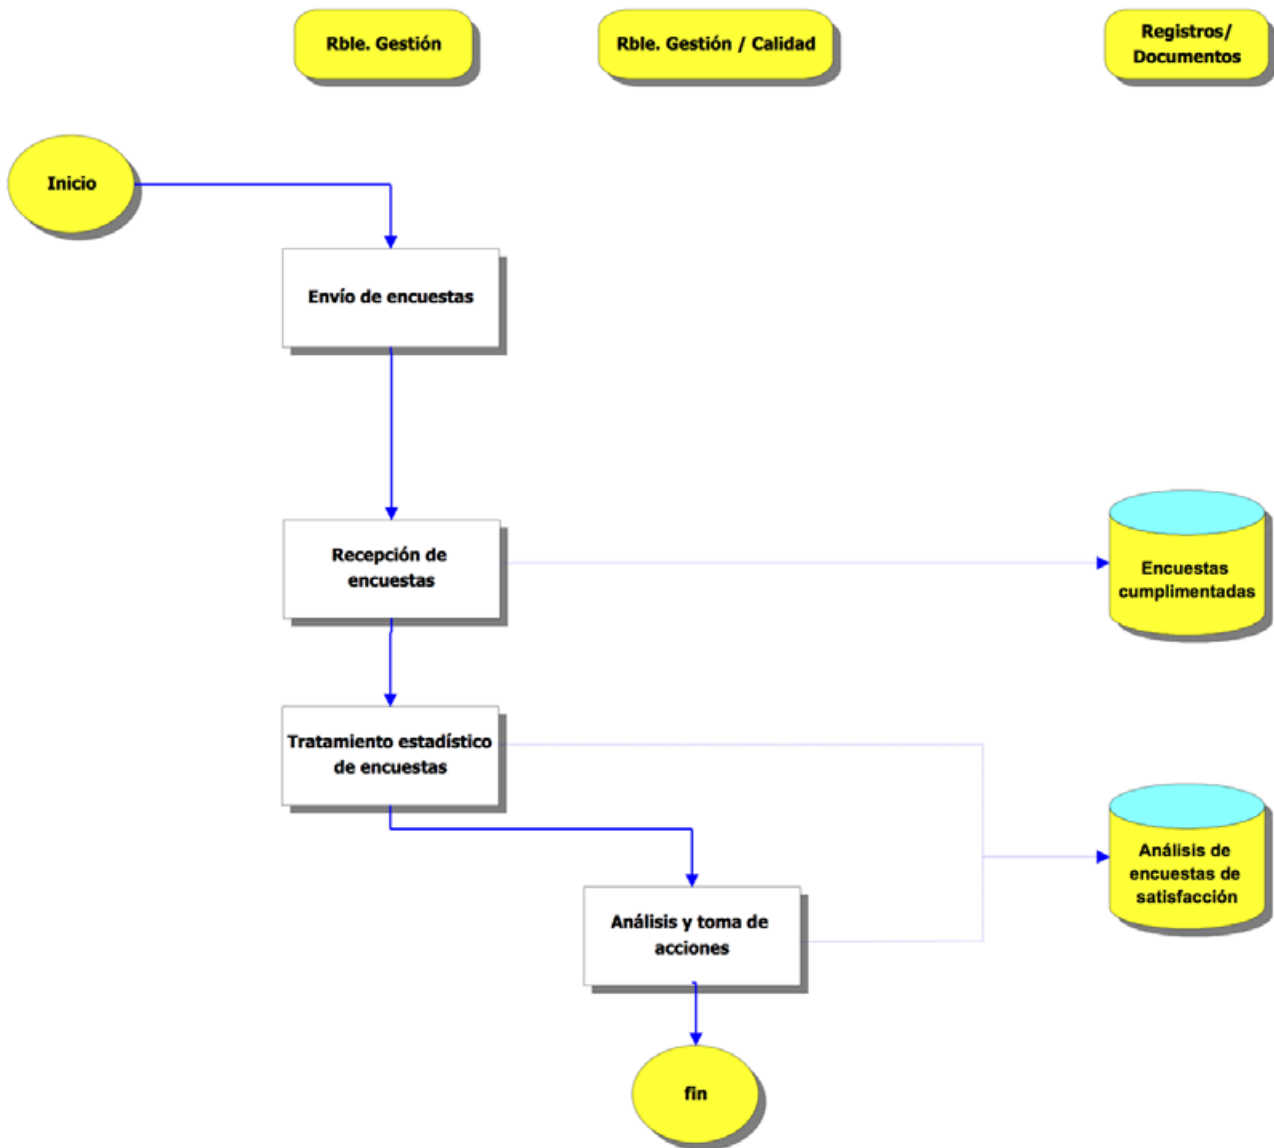 Rble. Gestión
Rble. Gestión / Calidad
Registros/
Documentos
Inicio
Envío de encuestas
Recepción de
encuestas
Encuestas
cumplimentadas
Tratamiento estadístico
de encuestas
Análisis de
encuestas de
satisfacción
Análisis y toma de
acciones
fin